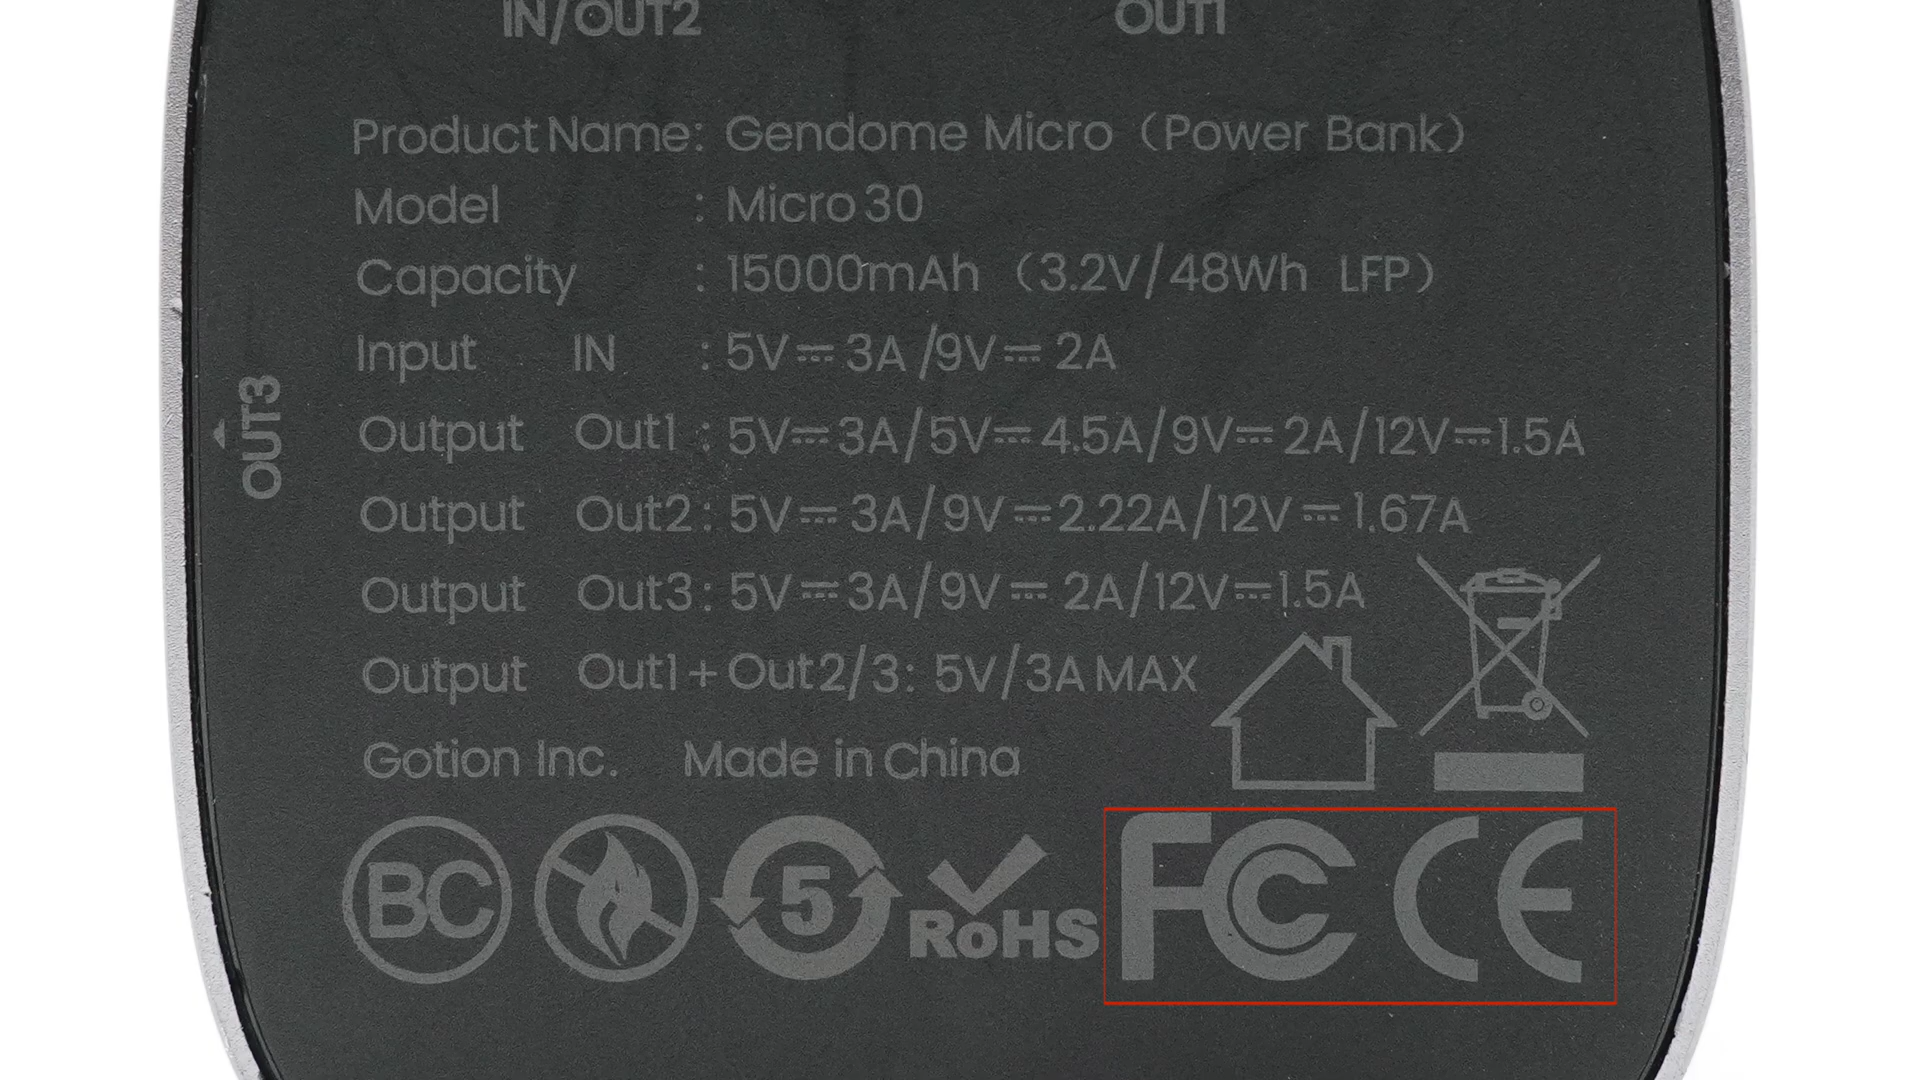 IN/OUT2 OUT1
Product Name: Gendome Micro (Power Bank)
Model : Micro 30
Capacity : 15000mAh (3.2V/48Wh LFP)
Input IN : 5V⎓3A/9V⎓2A
OUT3
Output Out1 : 5V⎓3A/5V⎓4.5A/9V⎓2A/12V⎓1.5A
Output Out2 : 5V⎓3A/9V⎓2.22A/12V⎓1.67A
Output Out3 : 5V⎓3A/9V⎓2A/12V⎓1.5A
Output Out1+Out2/3: 5V/3A MAX
Gotion Inc. Made in China
BC 5 RoHS FC CE